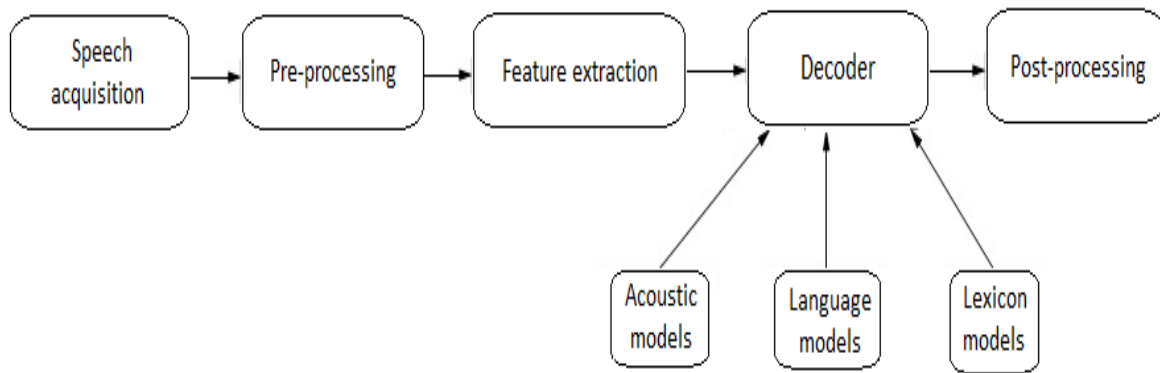 Speech
acquisition
Pre-processing
Feature extraction
Decoder
Post-processing
Acoustic
models
Language
models
Lexicon
models